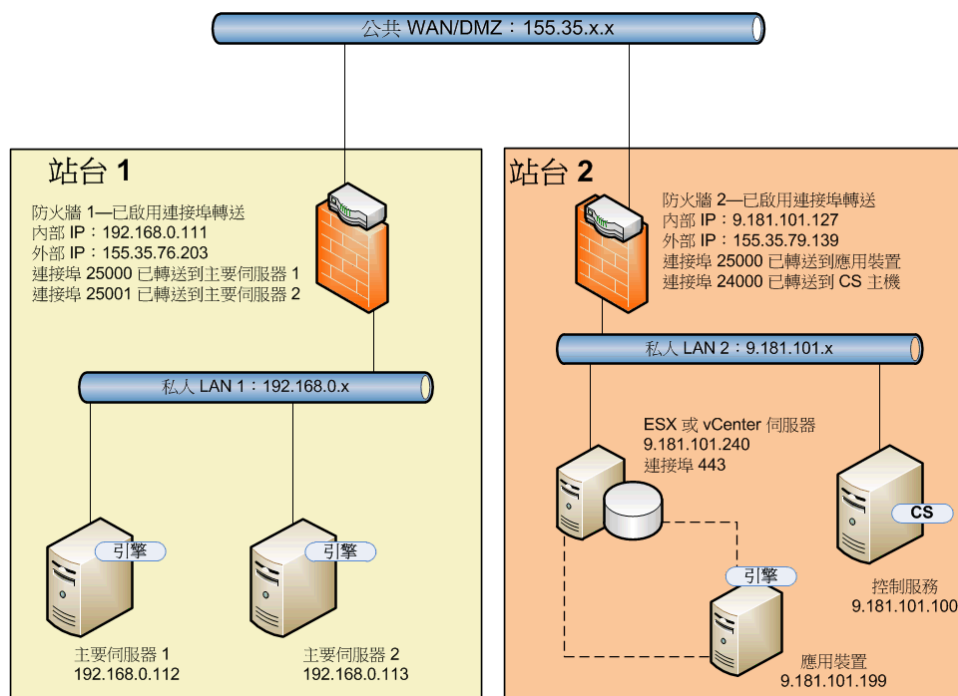 公共 WAN/DMZ：155.35.x.x
站台 1
防火牆 1—已啟用連接埠轉送
內部 IP：192.168.0.111
外部 IP：155.35.76.203
連接埠 25000 已轉送到主要伺服器 1
連接埠 25001 已轉送到主要伺服器 2
私人 LAN 1：192.168.0.x
引擎
引擎
主要伺服器 1
192.168.0.112
主要伺服器 2
192.168.0.113
站台 2
防火牆 2—已啟用連接埠轉送
內部 IP：9.181.101.127
外部 IP：155.35.79.139
連接埠 25000 已轉送到應用裝置
連接埠 24000 已轉送到 CS 主機
私人 LAN 2：9.181.101.x
ESX 或 vCenter 伺服器
9.181.101.240
連接埠 443
CS
引擎
控制服務
9.181.101.100
應用裝置
9.181.101.199